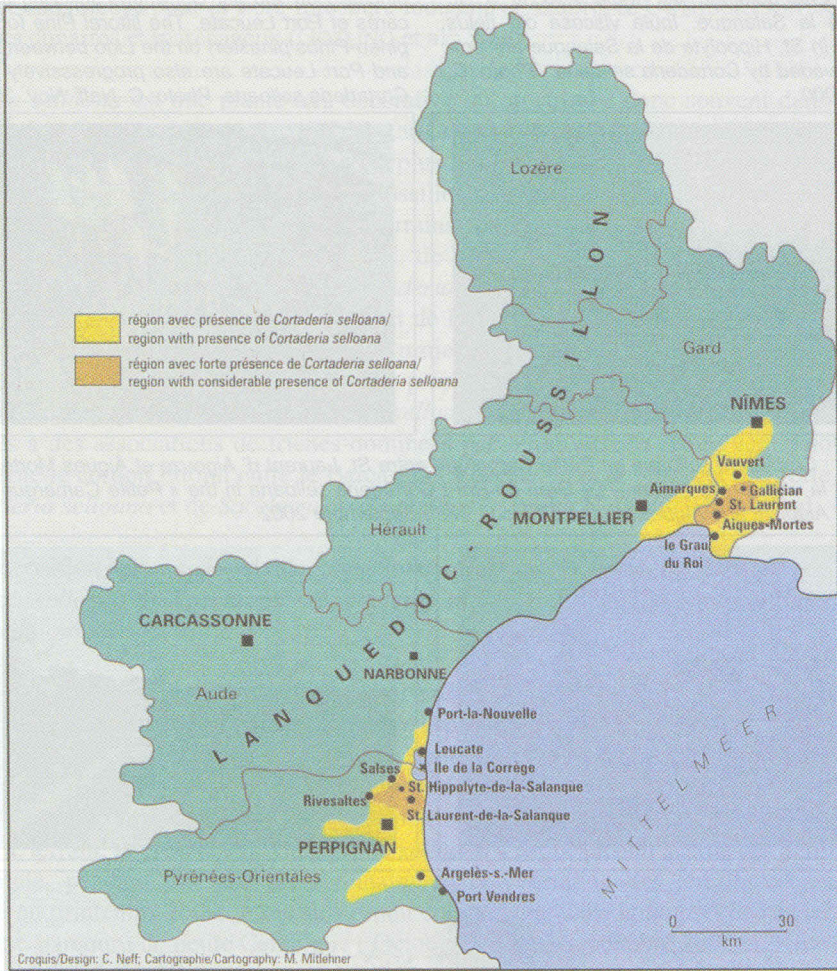 Lozère
LANQUEDOC-ROUSSILLON
région avec présence de Cortaderia selloana/
region with presence of Cortaderia selloana
région avec forte présence de Cortaderia selloana/
region with considerable presence of Cortaderia selloana
Gard
NÎMES
Vauvert
Aimarques
Gallician
St. Laurent
MONTPELLIER
Aiques-Mortes
Hérault
le Grau
du Roi
CARCASSONNE
NARBONNE
Aude
Port-la-Nouvelle
Leucate
Salses
Ile de la Corrège
St. Hippolyte-de-la-Salanque
Rivesaltes
St. Laurent-de-la-Salanque
PERPIGNAN
MITTELMEER
Pyrénées-Orientales
Argelès-s.-Mer
Port Vendres
0 30
km
Croquis/Design: C. Neff; Cartographie/Cartography: M. Mitlehner